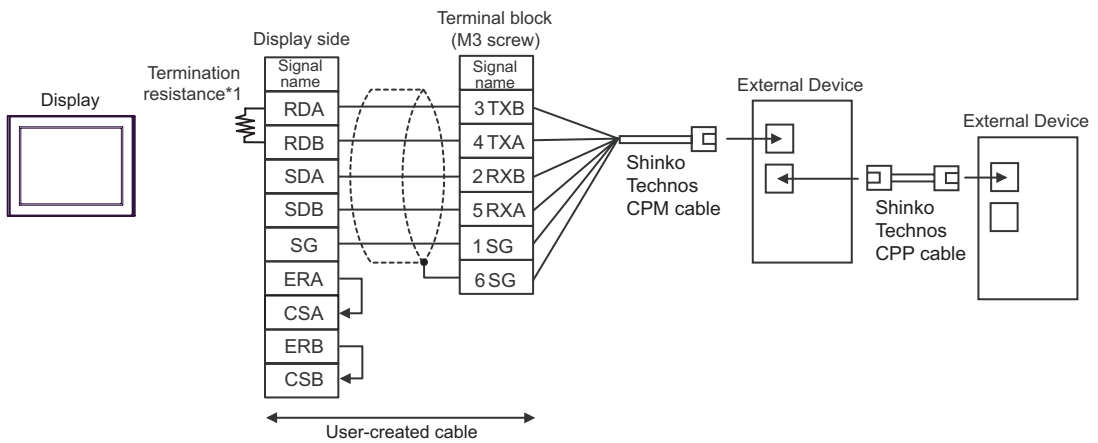 Display
Termination
resistance*1
Display side
Signal
name
RDA
RDB
SDA
SDB
SG
ERA
CSA
ERB
CSB
Terminal block
(M3 screw)
Signal
name
3 TXB
4 TXA
2 RXB
5 RXA
1 SG
6 SG
User-created cable
Shinko
Technos
CPM cable
External Device
Shinko
Technos
CPP cable
External Device